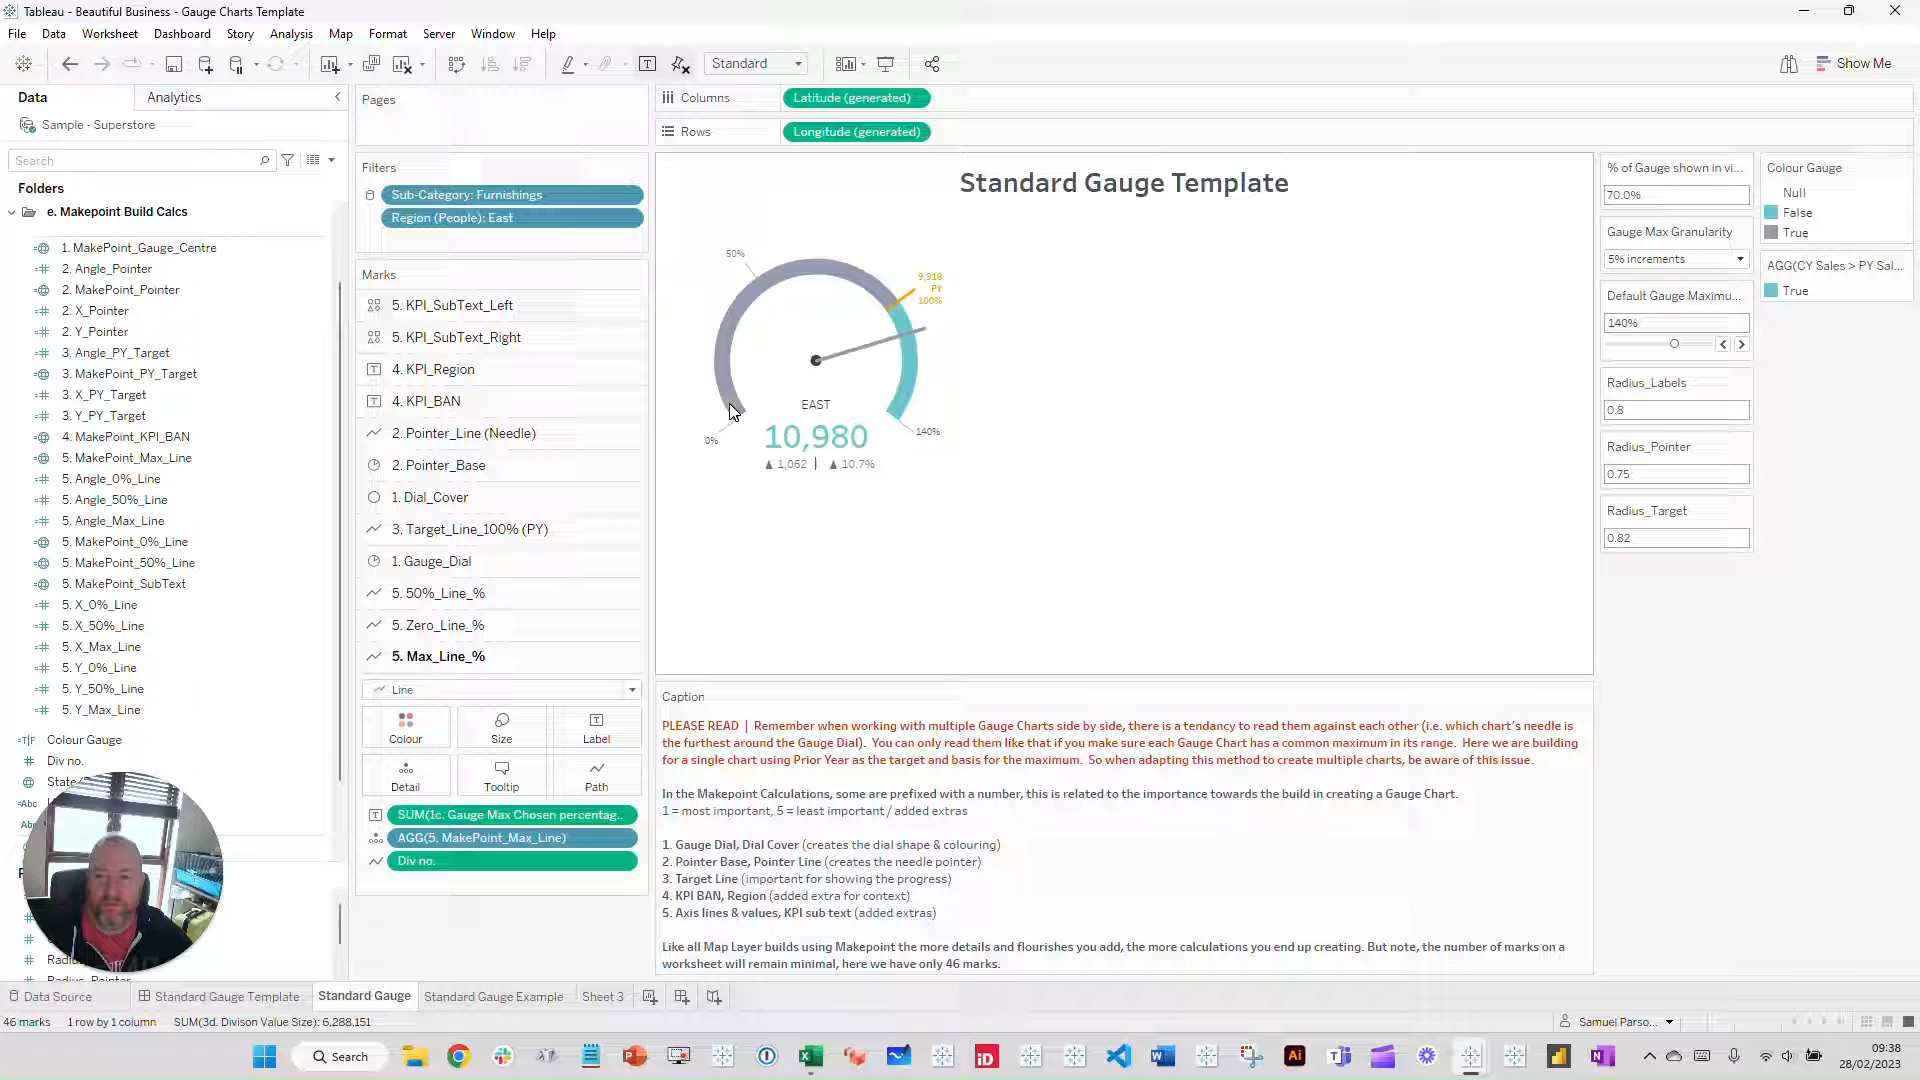 Tableau - Beautiful Business - Gauge Charts Template
File Data Worksheet Dashboard Story Analysis Map Format Server Window Help
Standard
Show Me
Data
Analytics
Sample - Superstore
Search
Folders
e. Makepoint Build Calcs
1. MakePoint_Gauge_Centre
2. Angle_Pointer
2. MakePoint_Pointer
2. X_Pointer
2. Y_Pointer
3. Angle_PY_Target
3. MakePoint_PY_Target
3. X_PY_Target
3. Y_PY_Target
4. MakePoint_KPI_BAN
5. MakePoint_Max_Line
5. Angle_0%_Line
5. Angle_50%_Line
5. Angle_Max_Line
5. MakePoint_0%_Line
5. MakePoint_50%_Line
5. MakePoint_SubText
5. X_0%_Line
5. X_50%_Line
5. X_Max_Line
5. Y_0%_Line
5. Y_50%_Line
5. Y_Max_Line
Colour Gauge
Div no.
Pages
Filters
Sub-Category: Furnishings
Region (People): East
Marks
5. KPI_SubText_Left
5. KPI_SubText_Right
4. KPI_Region
4. KPI_BAN
2. Pointer_Line (Needle)
2. Pointer_Base
1. Dial_Cover
3. Target_Line_100% (PY)
1. Gauge_Dial
5. 50%_Line_%
5. Zero_Line_%
5. Max_Line_%
Line
Colour
Size
Label
Detail
Tooltip
Path
SUM(1c. Gauge Max Chosen percentag..
AGG(5. MakePoint_Max_Line)
Div no.
Columns
Latitude (generated)
Rows
Longitude (generated)
Standard Gauge Template
50%
9,918
PY
100%
EAST
0%
140%
10,980
▲ 1,062 | ▲ 10.7%
Caption
PLEASE READ | Remember when working with multiple Gauge Charts side by side, there is a tendency to read them against each other (i.e. which chart's needle is
the furthest around the Gauge Dial). You can only read them like that if you make sure each Gauge Chart has a common maximum in its range. Here we are building
for a single chart using Prior Year as the target and basis for the maximum. So when adapting this method to create multiple charts, be aware of this issue.
In the Makepoint Calculations, some are prefixed with a number, this is related to the importance towards the build in creating a Gauge Chart.
1 = most important, 5 = least important / added extras
1. Gauge Dial, Dial Cover (creates the dial shape & colouring)
2. Pointer Base, Pointer Line (creates the needle pointer)
3. Target Line (important for showing the progress)
4. KPI BAN, Region (added extra for context)
5. Axis lines & values, KPI sub text (added extras)
Like all Map Layer builds using Makepoint the more details and flourishes you add, the more calculations you end up creating. But note, the number of marks on a
worksheet will remain minimal, here we have only 46 marks.
% of Gauge shown in vi...
70.0%
Gauge Max Granularity
5% increments
Default Gauge Maximu...
140%
Radius_Labels
0.8
Radius_Pointer
0.75
Radius_Target
0.82
Colour Gauge
Null
False
True
AGG(CY Sales > PY Sal...
True
Data Source
Standard Gauge Template
Standard Gauge
Standard Gauge Example
Sheet 3
46 marks 1 row by 1 column SUM(3d. Divison Value Size): 6,288,151
Samuel Parso...
Search
09:38
28/02/2023